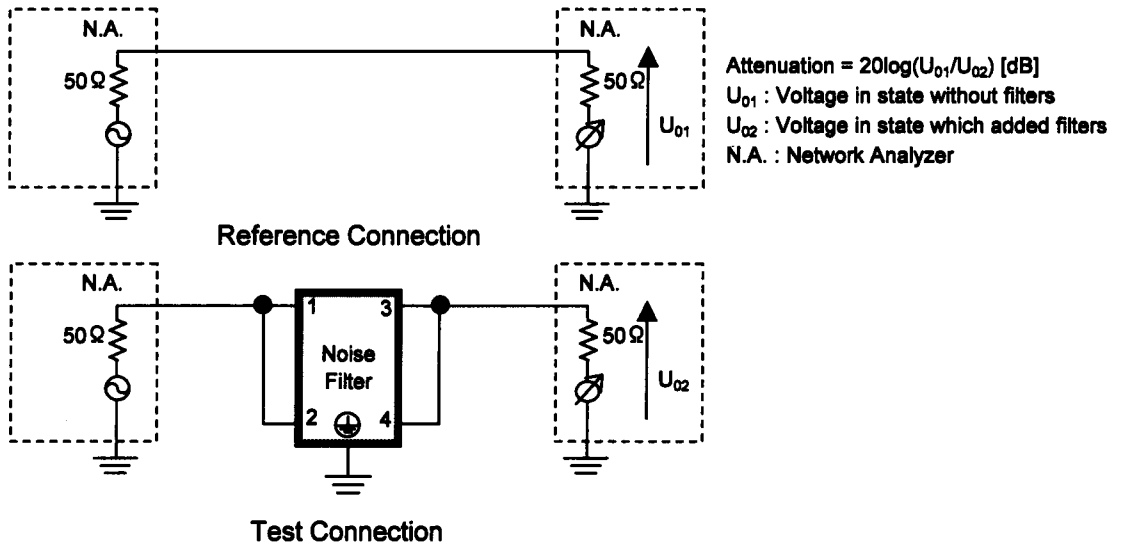 N.A.
N.A.
50Ω
50Ω
U01
Attenuation = 20log(U01/U02) [dB]
U01 : Voltage in state without filters
U02 : Voltage in state which added filters
N.A. : Network Analyzer
Reference Connection
N.A.
N.A.
50Ω
1
3
50Ω
Noise
Filter
U02
2
4
Test Connection